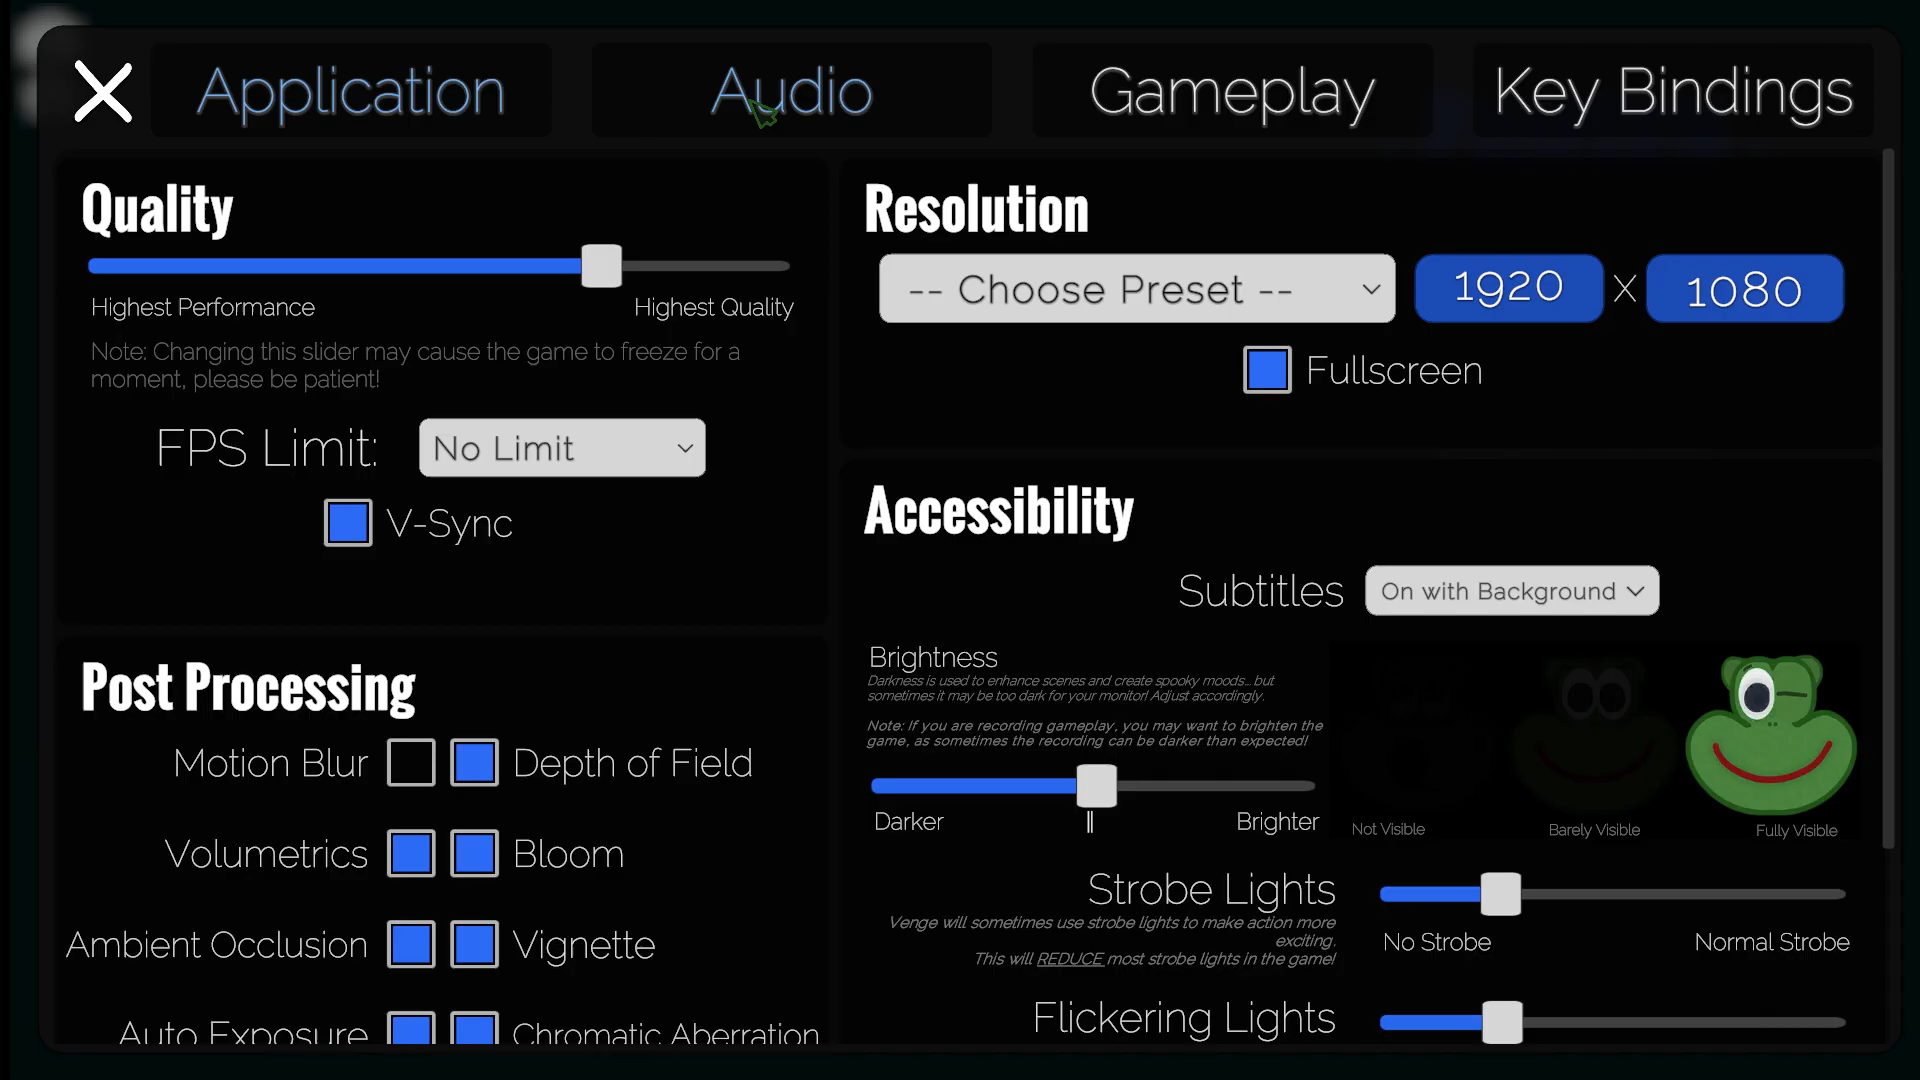 Application
Audio
Gameplay
Key Bindings
Quality
Highest Performance
Highest Quality
Note: Changing this slider may cause the game to freeze for a
moment, please be patient!
FPS Limit:
No Limit
V-Sync
Post Processing
Motion Blur
Depth of Field
Volumetrics
Bloom
Ambient Occlusion
Vignette
Auto Exposure
Chromatic Aberration
Resolution
-- Choose Preset --
1920
X
1080
Fullscreen
Accessibility
Subtitles
On with Background
Brightness
Darkness is used to enhance scenes and create spooky moods... but
sometimes it may be too dark for your monitor! Adjust accordingly.
Note: If you are recording gameplay, you may want to brighten the
game, as sometimes the recording can be darker than expected!
Darker
||
Brighter
Not Visible
Barely Visible
Fully Visible
Strobe Lights
Venge will sometimes use strobe lights to make action more
exciting.
This will REDUCE most strobe lights in the game!
No Strobe
Normal Strobe
Flickering Lights